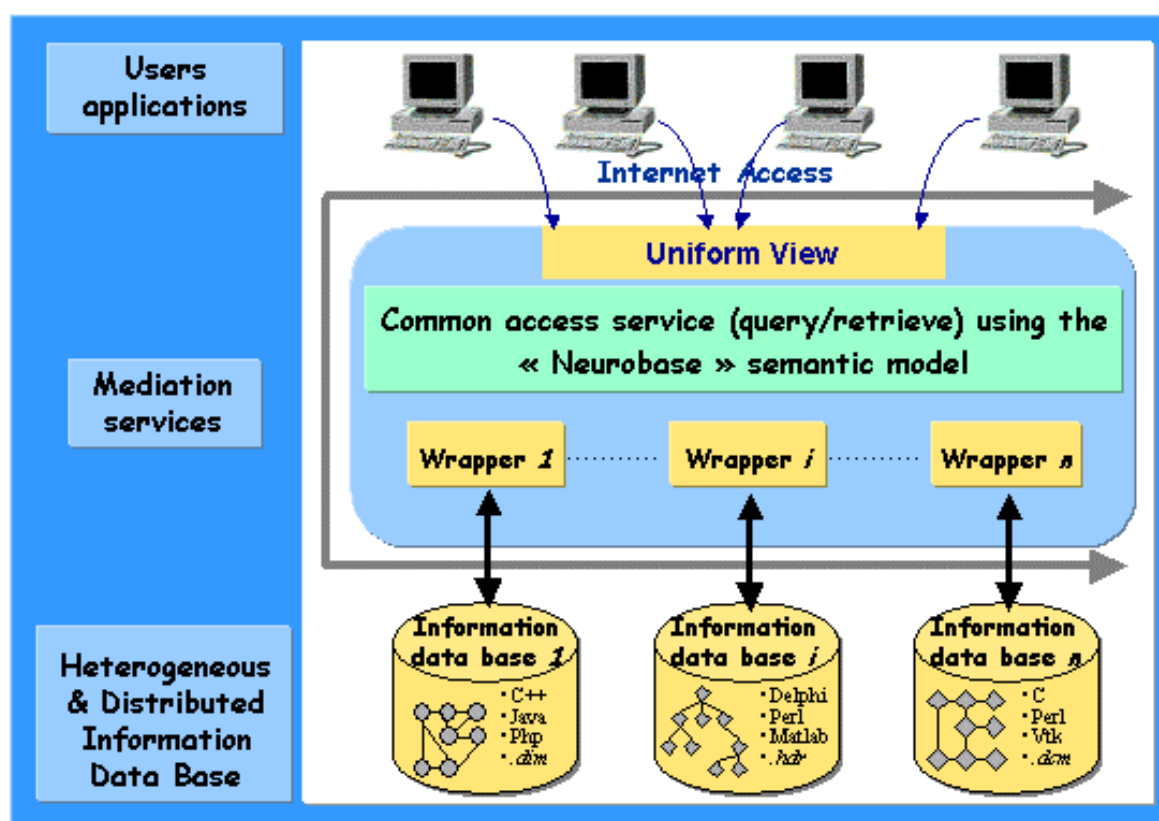 Users
applications
Internet Access
Uniform View
Common access service (query/retrieve) using the
« Neurobase » semantic model
Mediation
services
Wrapper 1
Wrapper i
Wrapper n
Heterogeneous
& Distributed
Information
Data Base
Information
data base 1
• C++
• Java
• Php
• .dim
Information
data base i
• Delphi
• Perl
• Matlab
• .hdr
Information
data base n
• C
• Perl
• Vtk
• .dcm